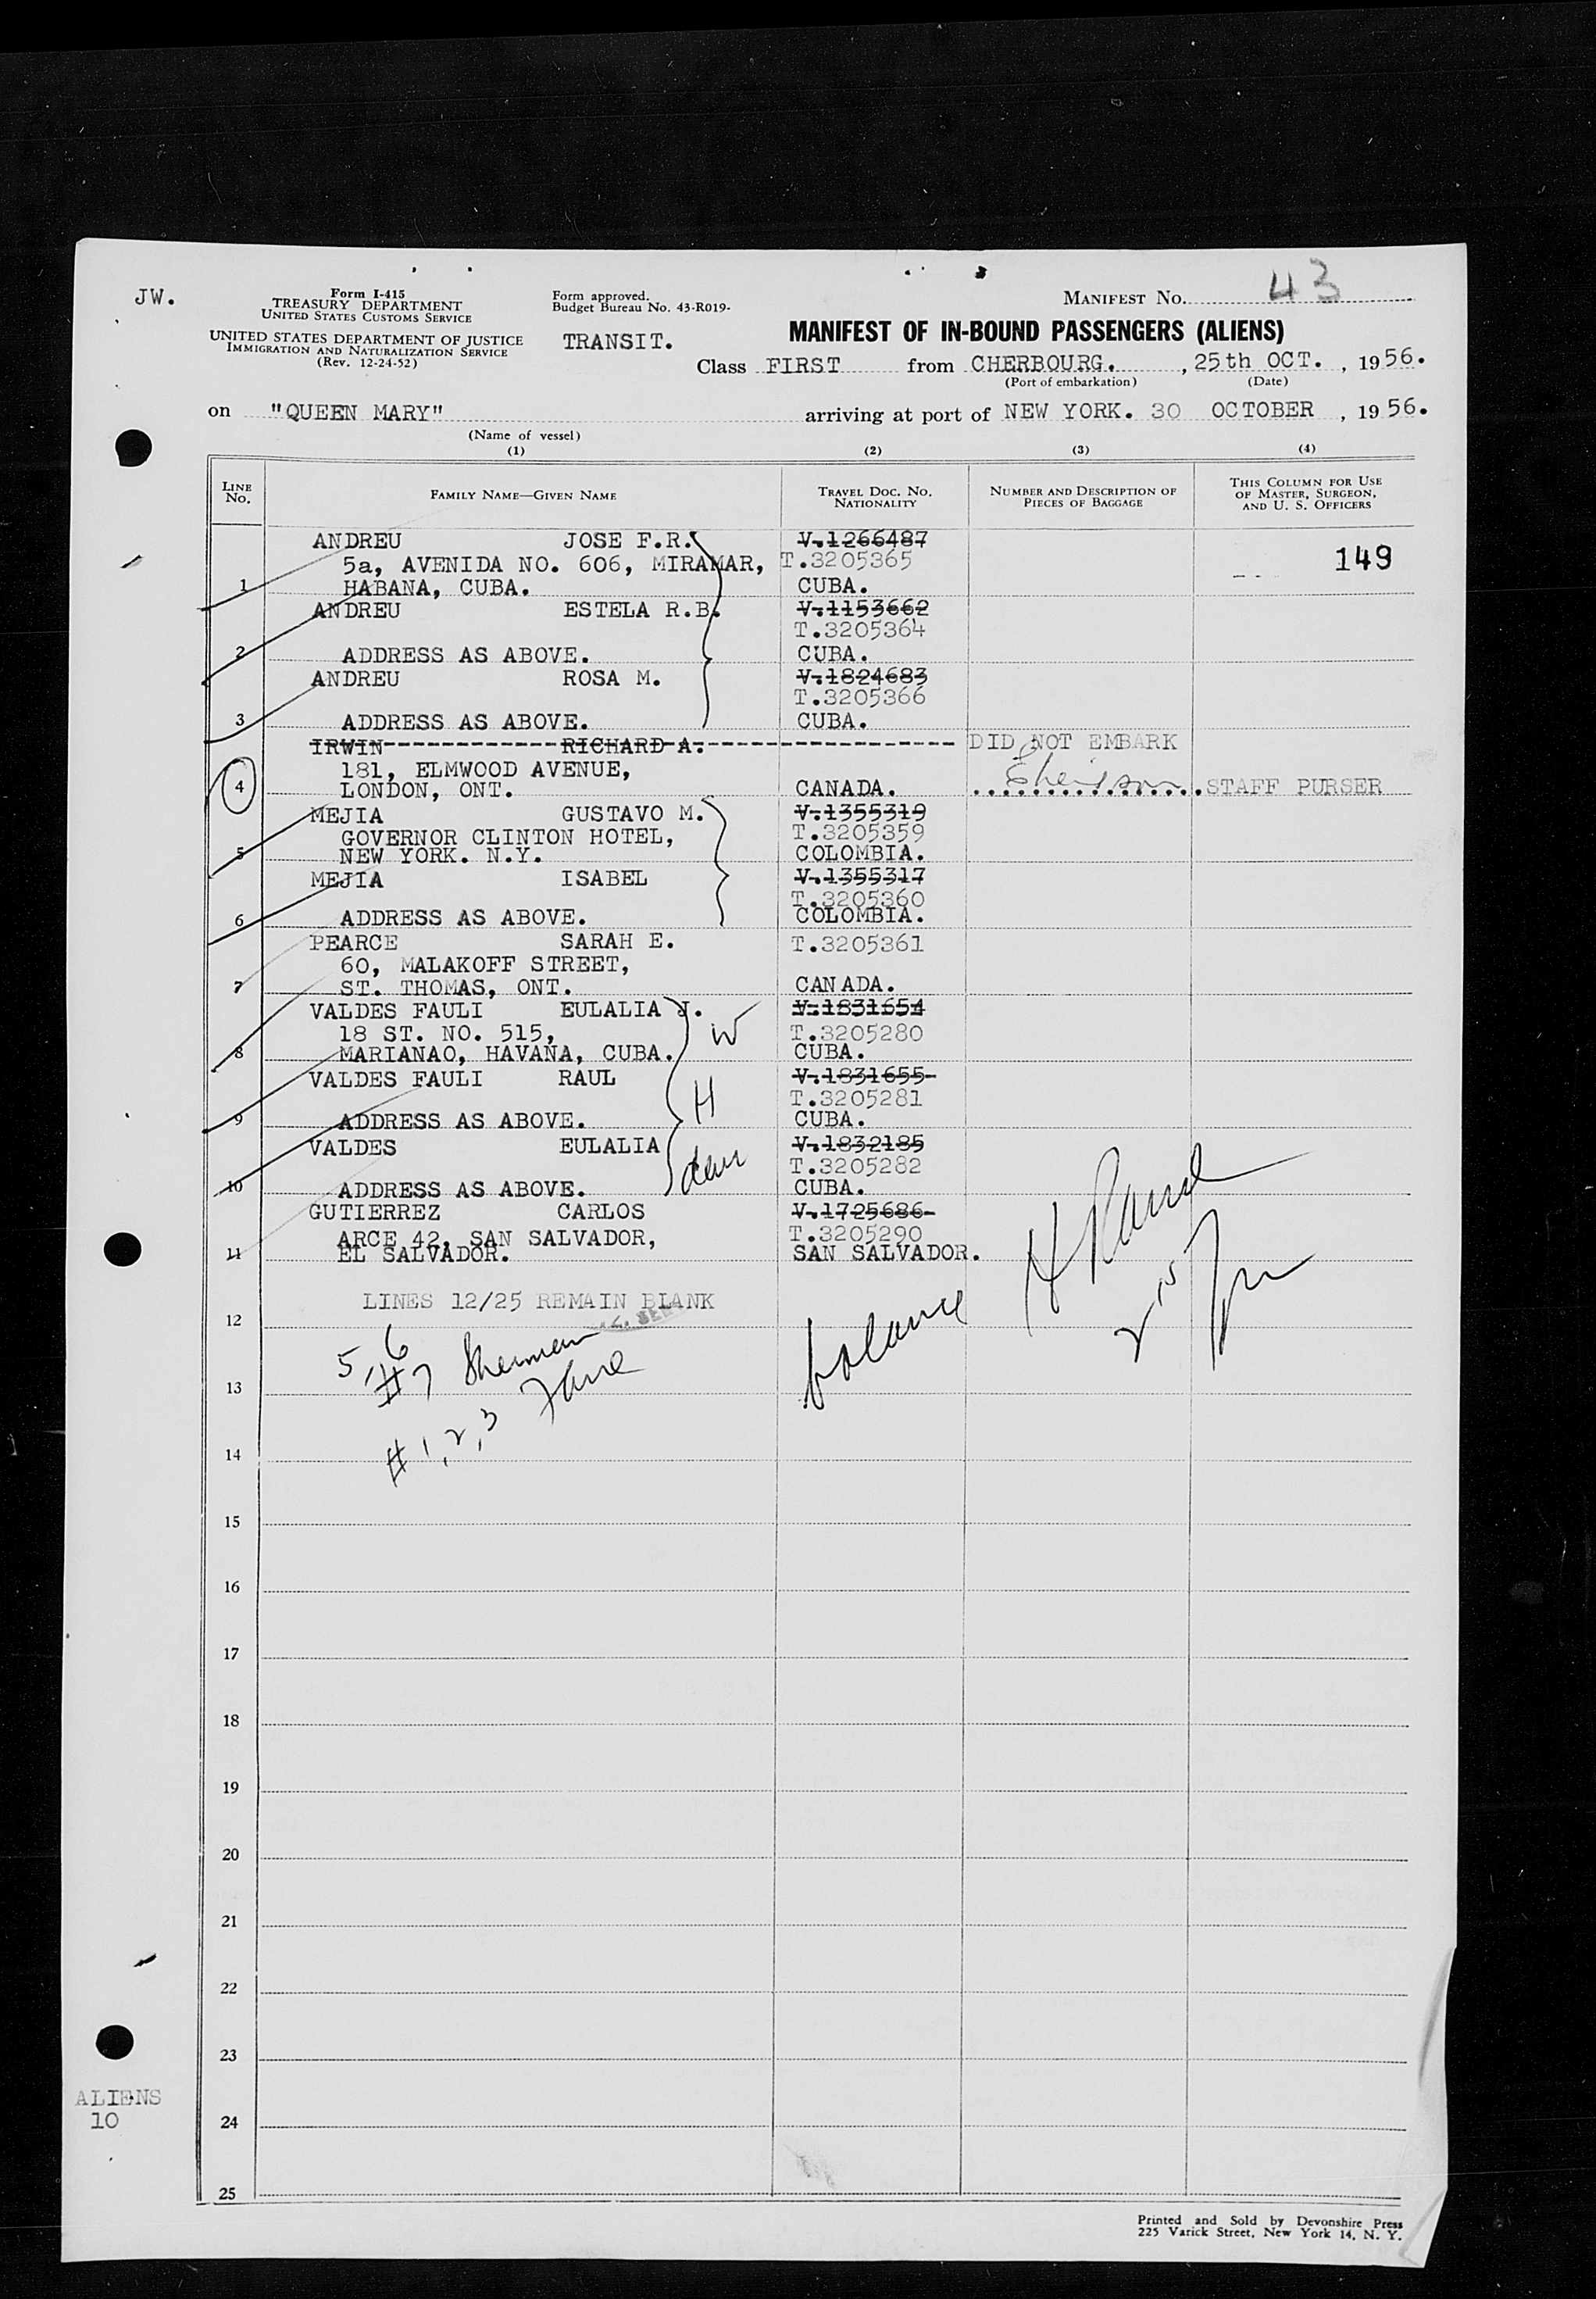 JW.
Form I-415
TREASURY DEPARTMENT
UNITED STATES CUSTOMS SERVICE
UNITED STATES DEPARTMENT OF JUSTICE
IMMIGRATION AND NATURALIZATION SERVICE
(Rev. 12-24-52)
Form approved.
Budget Bureau No. 43-R019-
TRANSIT.
MANIFEST NO. 43
MANIFEST OF IN-BOUND PASSENGERS (ALIENS)
Class FIRST from CHERBOURG. , 25th OCT. , 1956.
(Port of embarkation) (Date)
on "QUEEN MARY" arriving at port of NEW YORK. 30 OCTOBER , 1956.
(Name of vessel)
(1) (2) (3) (4)
LINE NO. FAMILY NAME—GIVEN NAME TRAVEL DOC. NO. NATIONALITY NUMBER AND DESCRIPTION OF PIECES OF BAGGAGE THIS COLUMN FOR USE OF MASTER, SURGEON, AND U. S. OFFICERS
ANDREU JOSE F.R. V.1266487
5a, AVENIDA NO. 606, MIRAMAR, T.3205365 149
1 HABANA, CUBA. CUBA.
ANDREU ESTELA R.B. V.1153662
T.3205364
2 ADDRESS AS ABOVE. CUBA.
ANDREU ROSA M. V.1824683
T.3205366
3 ADDRESS AS ABOVE. CUBA.
IRWIN RICHARD A. DID NOT EMBARK
181, ELMWOOD AVENUE,
4 LONDON, ONT. CANADA. STAFF PURSER
MEJIA GUSTAVO M. V.1355319
GOVERNOR CLINTON HOTEL, T.3205359
5 NEW YORK. N.Y. COLOMBIA.
MEJIA ISABEL V.1355317
T.3205360
6 ADDRESS AS ABOVE. COLOMBIA.
PEARCE SARAH E. T.3205361
60, MALAKOFF STREET,
7 ST. THOMAS, ONT. CANADA.
VALDES FAULI EULALIA J. V.1831654
18 ST. NO. 515, W T.3205280
8 MARIANAO, HAVANA, CUBA. CUBA.
VALDES FAULI RAUL V.1831655
H T.3205281
9 ADDRESS AS ABOVE. CUBA.
VALDES EULALIA V.1832185
dau T.3205282
10 ADDRESS AS ABOVE. CUBA.
GUTIERREZ CARLOS V.1725686
ARCE 42, SAN SALVADOR, T.3205290
11 EL SALVADOR. SAN SALVADOR.
LINES 12/25 REMAIN BLANK
12
5, 6
#7 Sherman
balance
13
# 1, 2, 3
14
15
16
17
18
19
20
21
22
23
24
25
ALIENS
10
Printed and Sold by Devonshire Press
225 Varick Street, New York 14, N. Y.